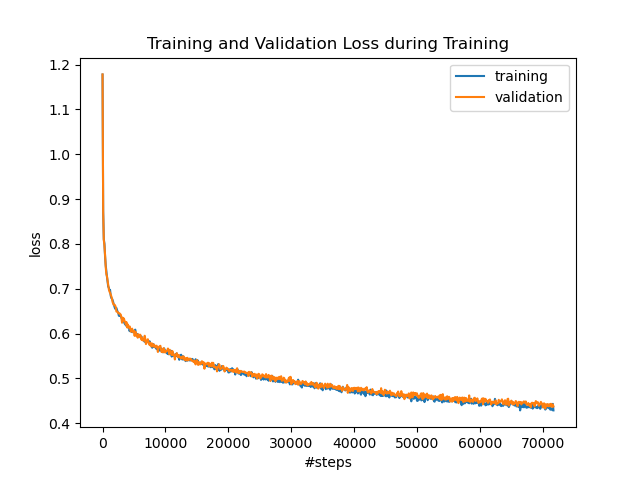 Training and Validation Loss during Training
training
validation
1.2
1.1
1.0
0.9
0.8
0.7
0.6
0.5
0.4
loss
0 10000 20000 30000 40000 50000 60000 70000
#steps